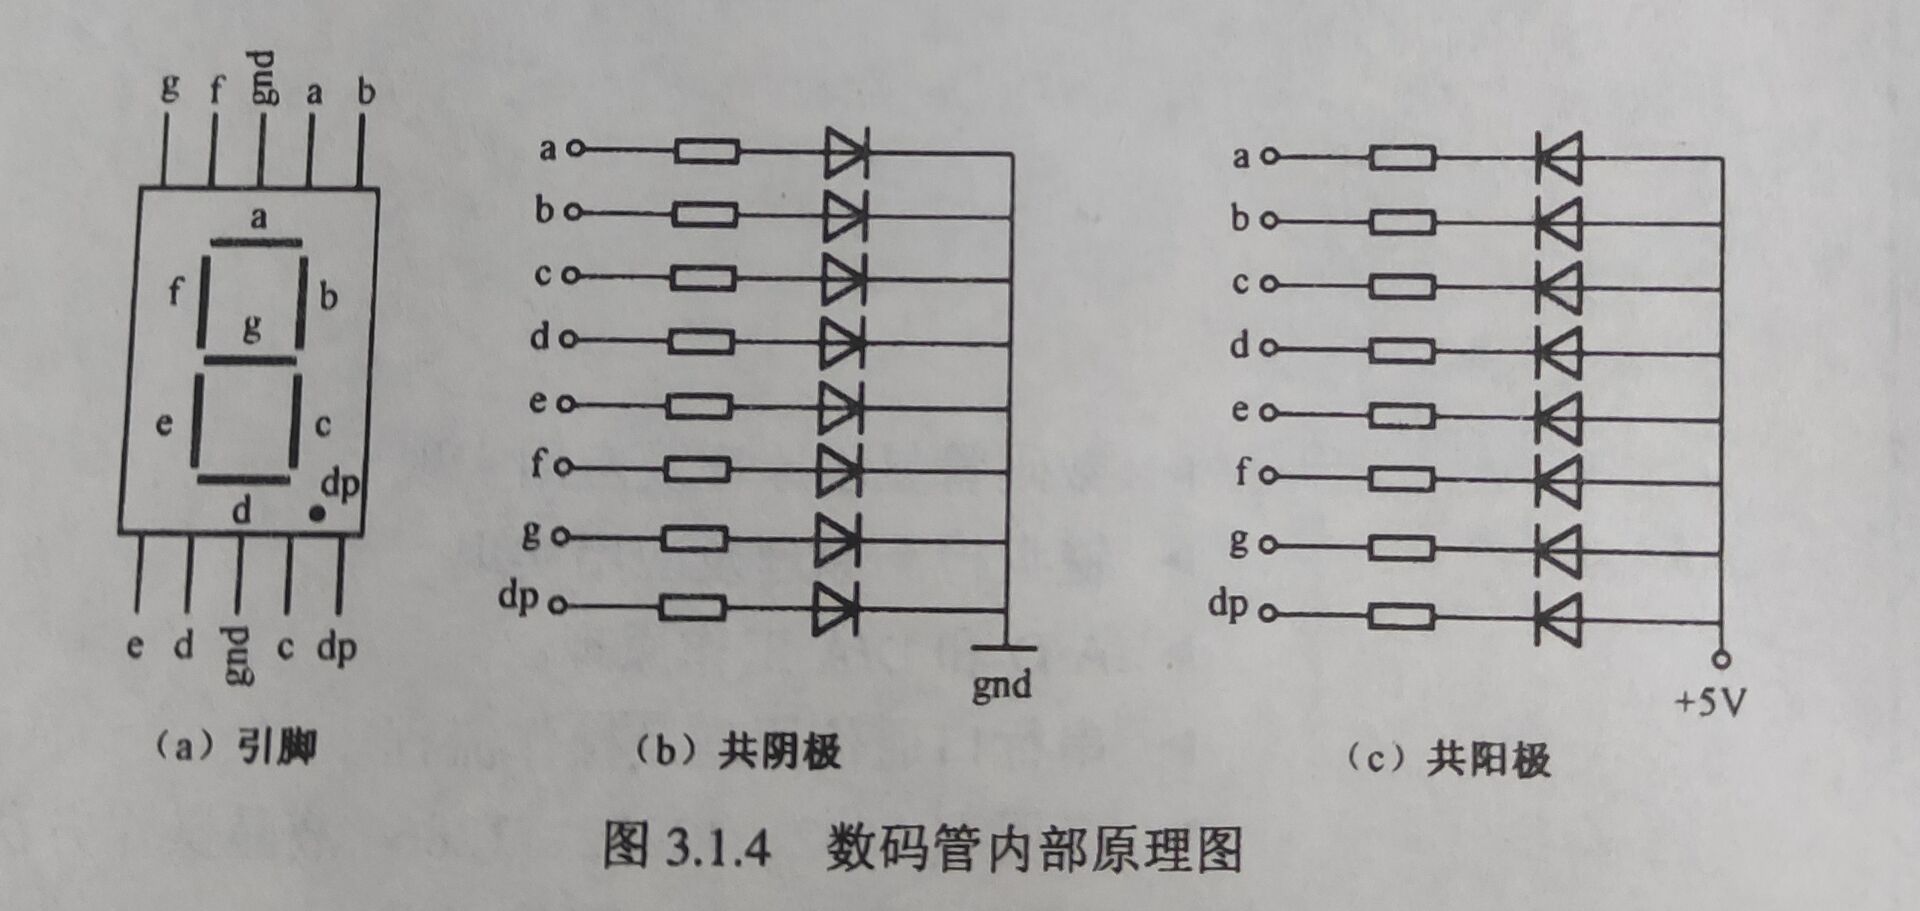 g f gnd a b
a
f b
g
e c
d dp
e d gnd c dp
(a) 引脚
a
b
c
d
e
f
g
dp
gnd
(b) 共阴极
a
b
c
d
e
f
g
dp
+5V
(c) 共阳极
图 3.1.4 数码管内部原理图